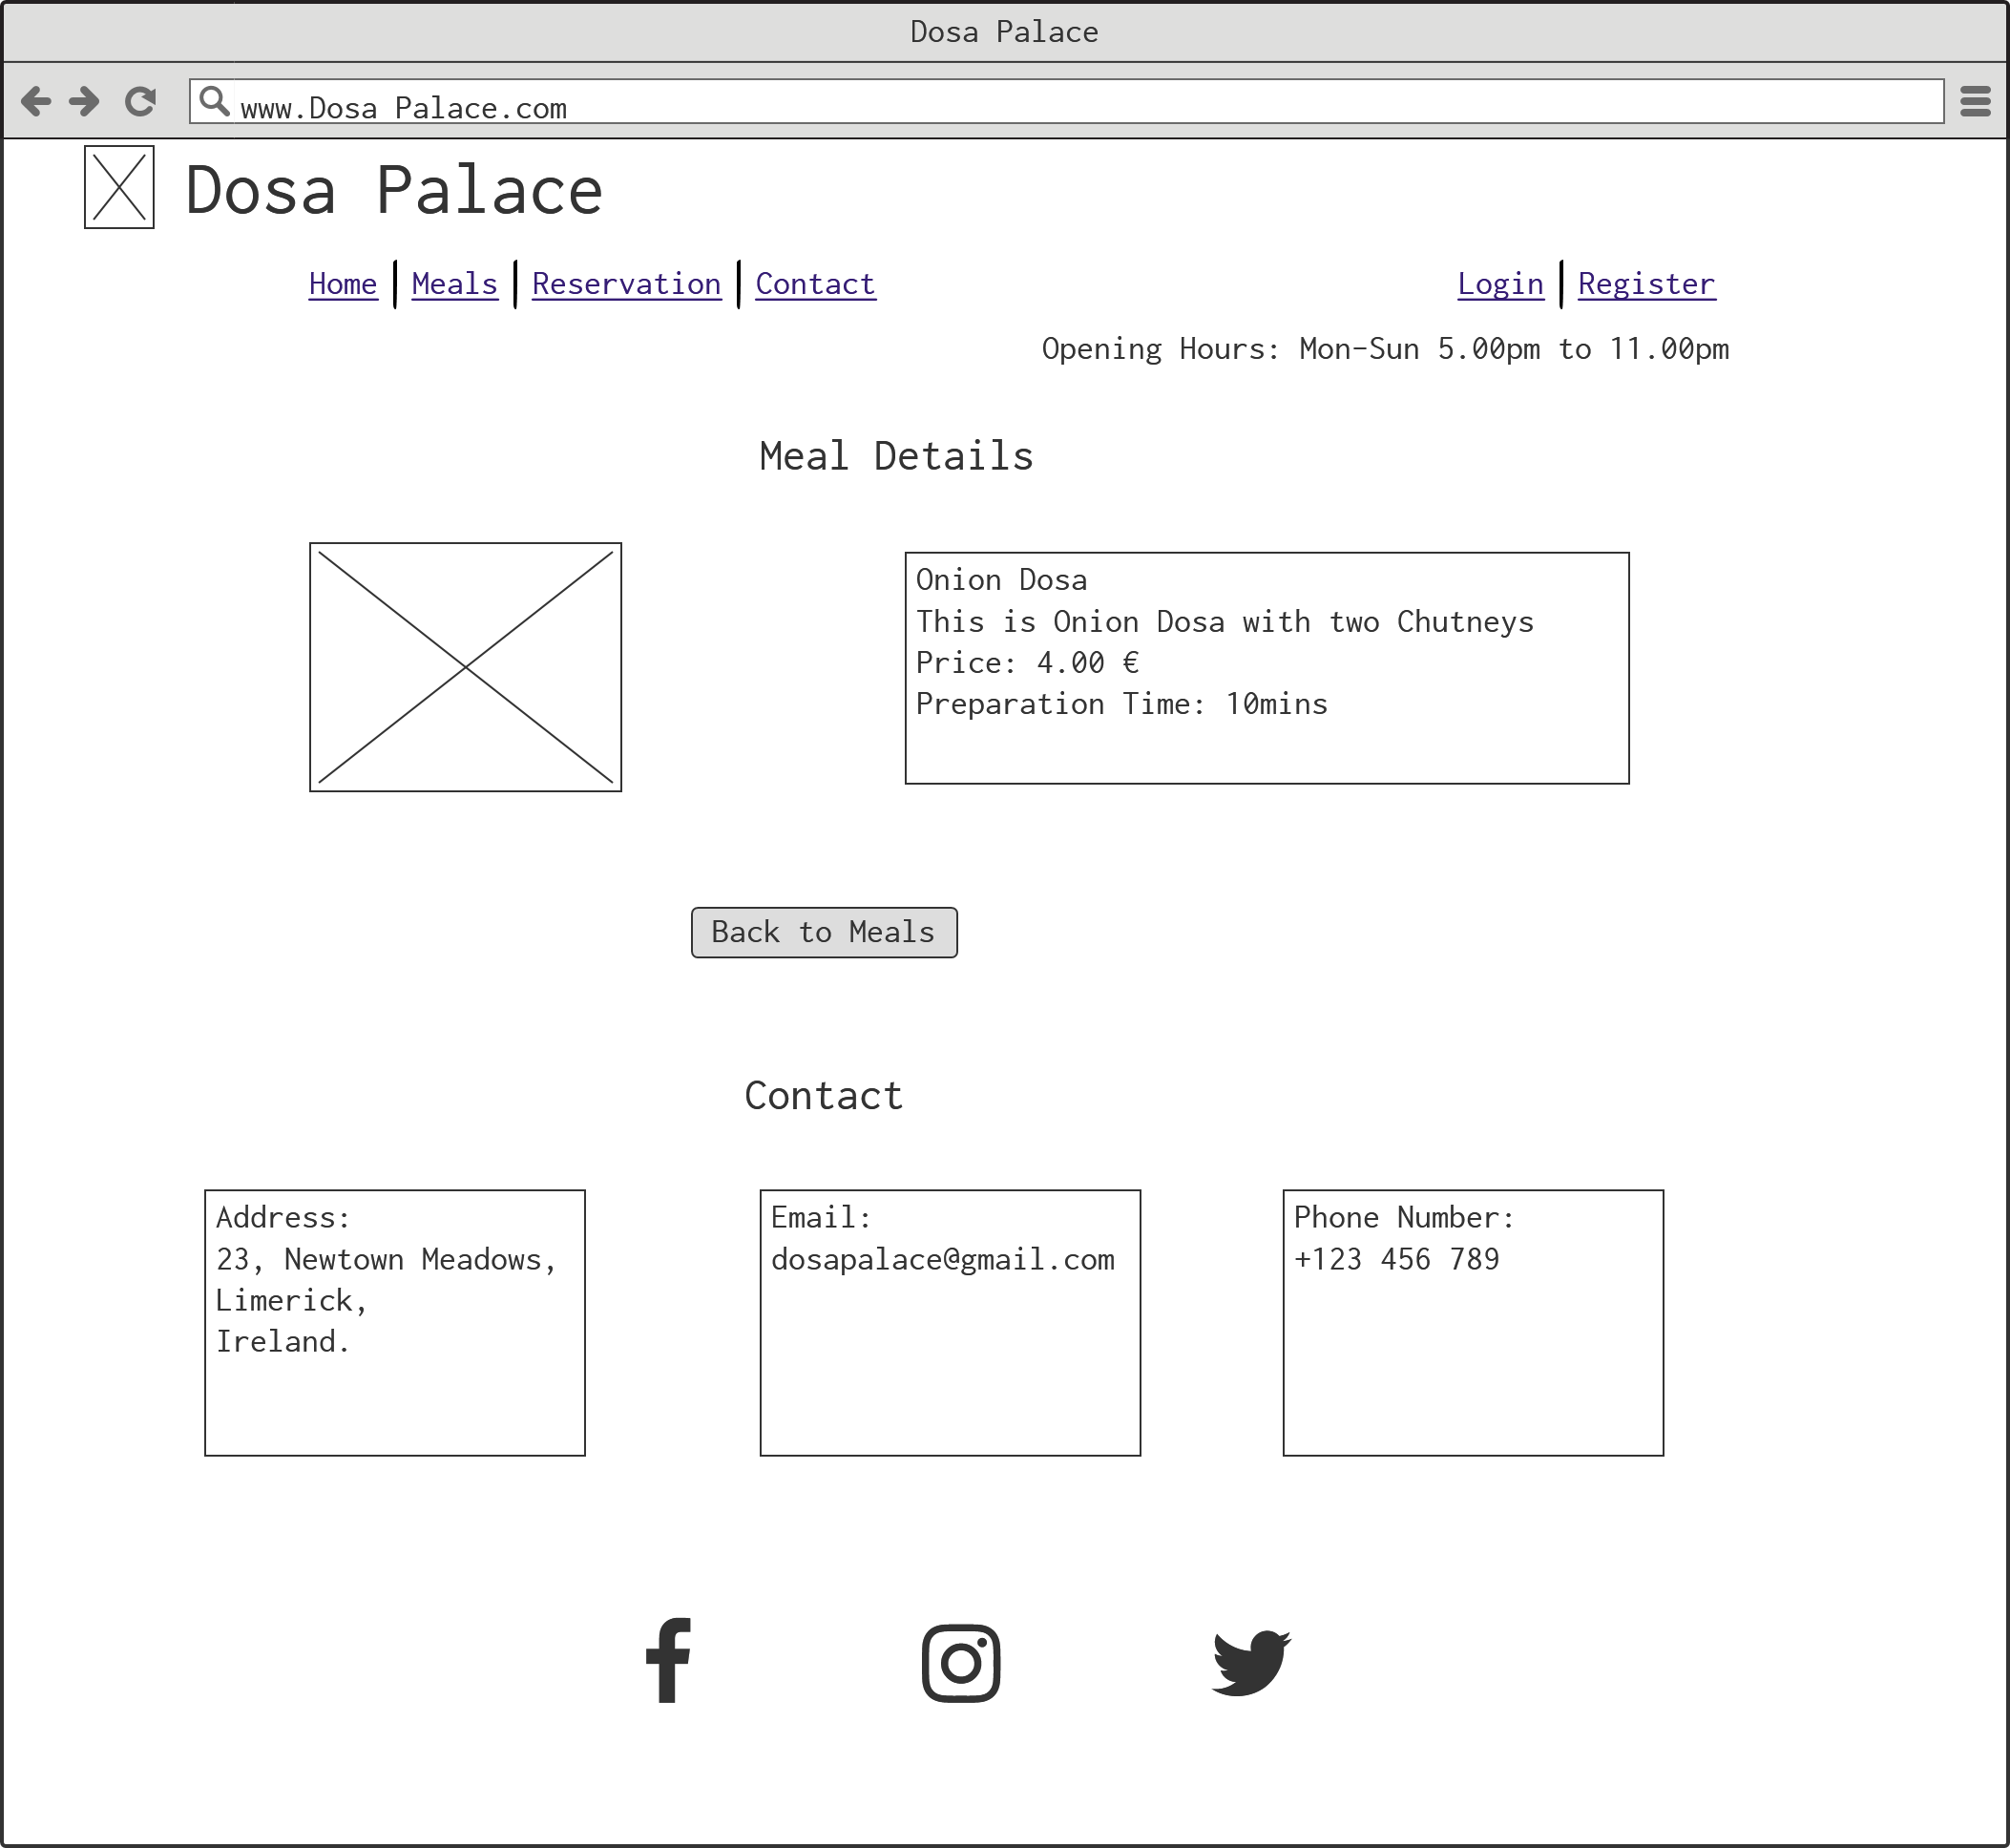 Dosa Palace
www.Dosa Palace.com
Dosa Palace
Home Meals Reservation Contact Login Register
Opening Hours: Mon-Sun 5.00pm to 11.00pm
Meal Details
Onion Dosa
This is Onion Dosa with two Chutneys
Price: 4.00 €
Preparation Time: 10mins
Back to Meals
Contact
Address:
23, Newtown Meadows,
Limerick,
Ireland.
Email:
dosapalace@gmail.com
Phone Number:
+123 456 789